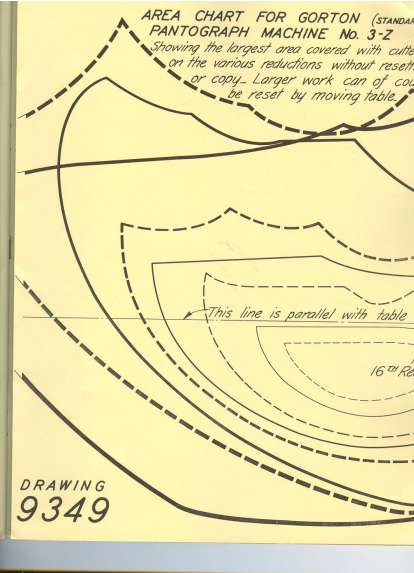 AREA CHART FOR GORTON (STANDAR
PANTOGRAPH MACHINE No. 3-Z
Showing the largest area covered with cutte
on the various reductions without resett
or copy_ Larger work can of cou
be reset by moving table.
This line is parallel with table
16TH Re
DRAWING
9349